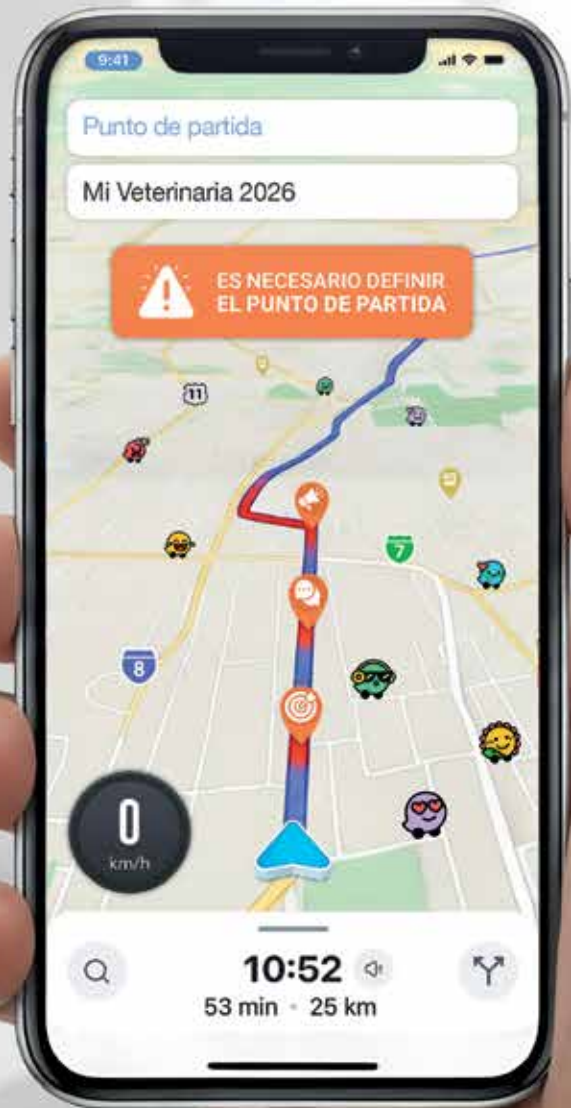 9:41
Punto de partida
Mi Veterinaria 2026
ES NECESARIO DEFINIR
EL PUNTO DE PARTIDA
11
7
8
0
km/h
10:52
53 min • 25 km